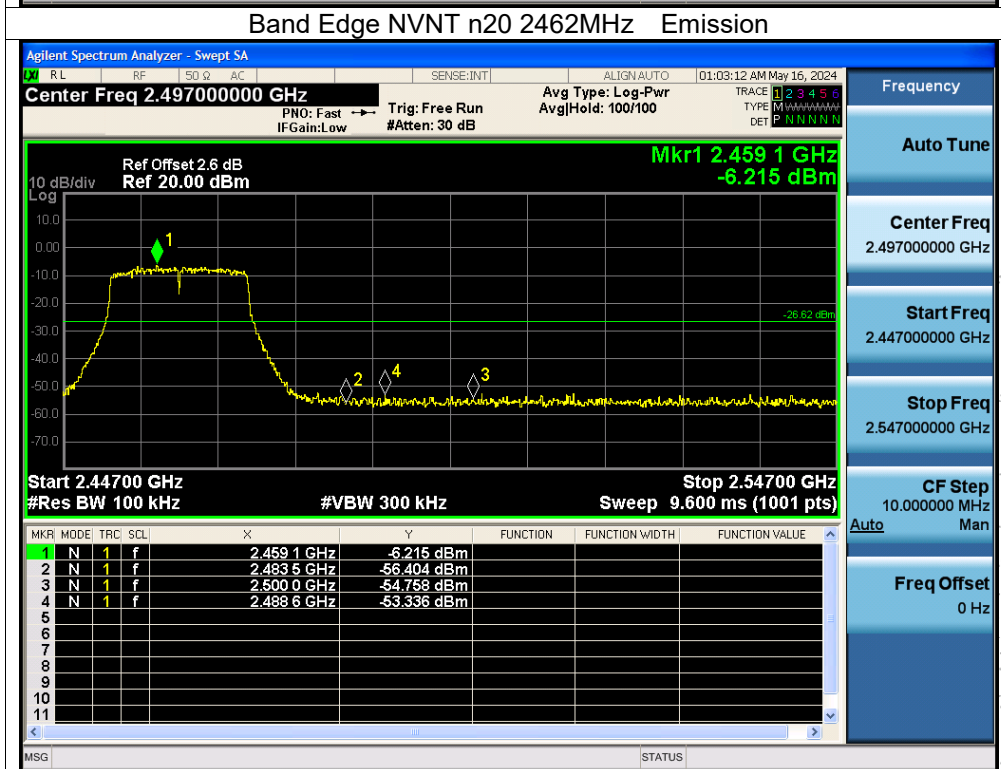 Band Edge NVNT n20 2462MHz Emission
Agilent Spectrum Analyzer - Swept SA
LXI RL RF 50 Ω AC SENSE:INT ALIGN AUTO 01:03:12 AM May 16, 2024
Center Freq 2.497000000 GHz Avg Type: Log-Pwr TRACE 1 2 3 4 5 6
PNO: Fast Trig: Free Run Avg|Hold: 100/100 TYPE M WWWWW
IFGain:Low #Atten: 30 dB DET P N N N N N
Ref Offset 2.6 dB Mkr1 2.459 1 GHz
10 dB/div Ref 20.00 dBm -6.215 dBm
Log
10.0
0.00
-10.0
-20.0
-30.0
-40.0
-50.0
-60.0
-70.0
1
-26.62 dBm
2 4 3
Start 2.44700 GHz Stop 2.54700 GHz
#Res BW 100 kHz #VBW 300 kHz Sweep 9.600 ms (1001 pts)
MKR MODE TRC SCL X Y FUNCTION FUNCTION WIDTH FUNCTION VALUE
1 N 1 f 2.459 1 GHz -6.215 dBm
2 N 1 f 2.483 5 GHz -56.404 dBm
3 N 1 f 2.500 0 GHz -54.758 dBm
4 N 1 f 2.488 6 GHz -53.336 dBm
5
6
7
8
9
10
11
MSG STATUS
Frequency
Auto Tune
Center Freq
2.497000000 GHz
Start Freq
2.447000000 GHz
Stop Freq
2.547000000 GHz
CF Step
10.000000 MHz
Auto Man
Freq Offset
0 Hz